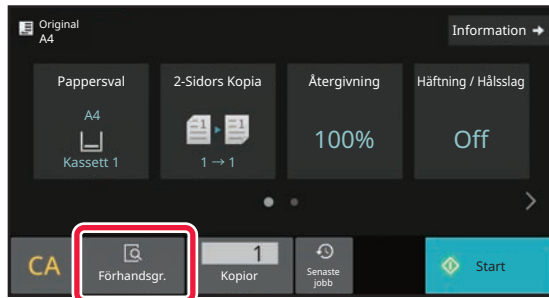 Original
A4
Information
Pappersval
A4
Kassett 1
2-Sidors Kopia
1 → 1
Återgivning
100%
Häftning / Hålsslag
Off
CA
Förhandsgr.
1
Kopior
Senaste
jobb
Start